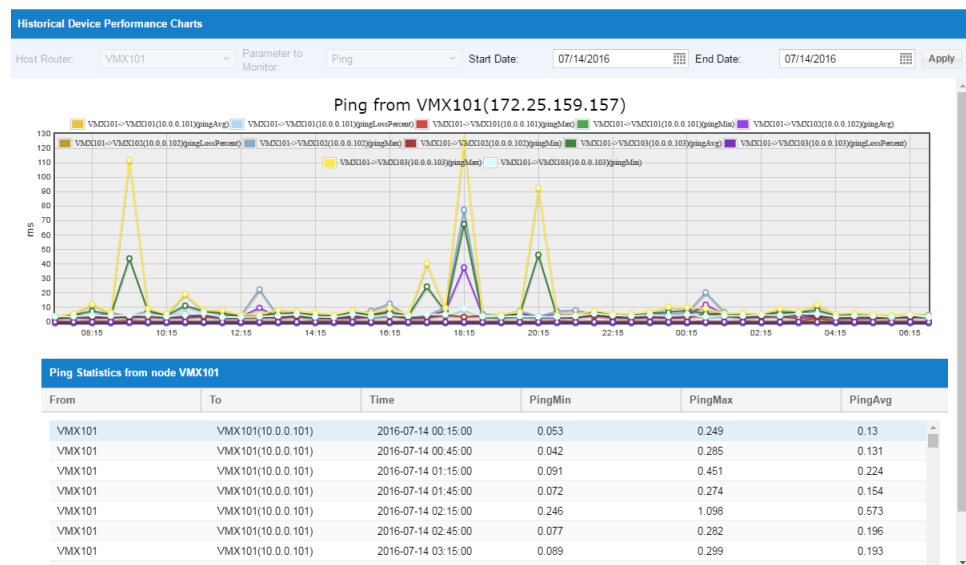 Historical Device Performance Charts
Host Router: VMX101 Parameter to Monitor: Ping Start Date: 07/14/2016 End Date: 07/14/2016 Apply
Ping from VMX101(172.25.159.157)
VMX101->VMX101(10.0.0.101)(pingAvg) VMX101->VMX101(10.0.0.101)(pingLossPercent) VMX101->VMX101(10.0.0.101)(pingMax) VMX101->VMX101(10.0.0.101)(pingMin) VMX101->VMX102(10.0.0.102)(pingAvg)
VMX101->VMX102(10.0.0.102)(pingLossPercent) VMX101->VMX102(10.0.0.102)(pingMax) VMX101->VMX102(10.0.0.102)(pingMin) VMX101->VMX103(10.0.0.103)(pingAvg) VMX101->VMX103(10.0.0.103)(pingLossPercent)
VMX101->VMX103(10.0.0.103)(pingMax) VMX101->VMX103(10.0.0.103)(pingMin)
130
120
110
100
90
80
70
60
50
40
30
20
10
0
ms
08:15 10:15 12:15 14:15 16:15 18:15 20:15 22:15 00:15 02:15 04:15 06:15
Ping Statistics from node VMX101
From To Time PingMin PingMax PingAvg
VMX101 VMX101(10.0.0.101) 2016-07-14 00:15:00 0.053 0.249 0.13
VMX101 VMX101(10.0.0.101) 2016-07-14 00:45:00 0.042 0.285 0.131
VMX101 VMX101(10.0.0.101) 2016-07-14 01:15:00 0.091 0.451 0.224
VMX101 VMX101(10.0.0.101) 2016-07-14 01:45:00 0.072 0.274 0.154
VMX101 VMX101(10.0.0.101) 2016-07-14 02:15:00 0.246 1.098 0.573
VMX101 VMX101(10.0.0.101) 2016-07-14 02:45:00 0.077 0.282 0.196
VMX101 VMX101(10.0.0.101) 2016-07-14 03:15:00 0.089 0.299 0.193